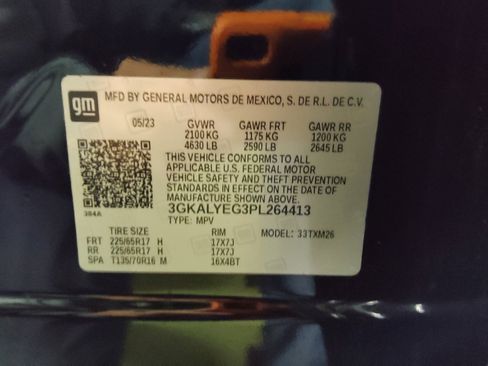 gm
MFD BY GENERAL MOTORS DE MEXICO, S. DE R.L. DE C.V.
05/23 GVWR GAWR FRT GAWR RR
2100 KG 1175 KG 1200 KG
4630 LB 2590 LB 2645 LB
THIS VEHICLE CONFORMS TO ALL
APPLICABLE U.S. FEDERAL MOTOR
VEHICLE SAFETY AND THEFT PREVENTION
STANDARDS IN EFFECT ON THE DATE OF
MANUFACTURE SHOWN ABOVE.
384A
3GKALYEG3PL264413
TYPE: MPV MODEL: 33TXM26
TIRE SIZE RIM
FRT 225/65R17 H 17X7J
RR 225/65R17 H 17X7J
SPA T135/70R16 M 16X4BT